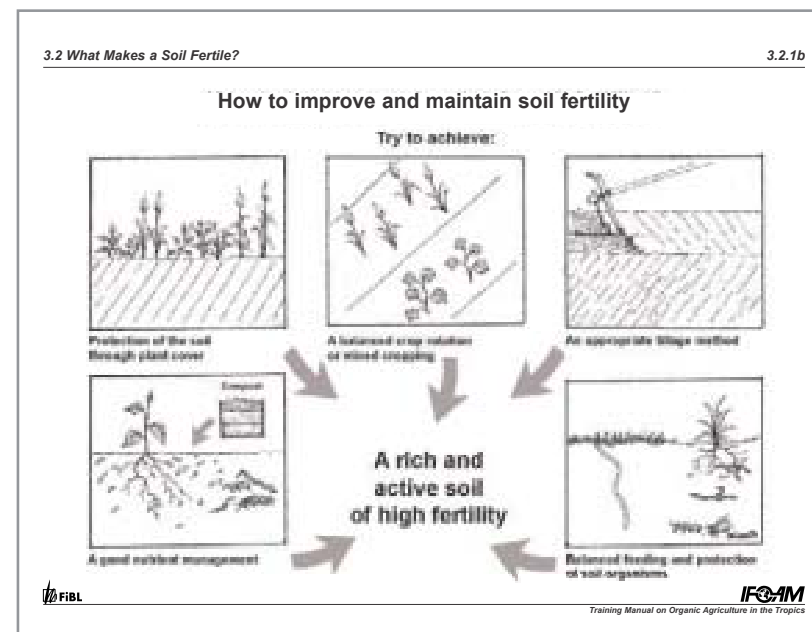 3.2 What Makes a Soil Fertile? 3.2.1b
How to improve and maintain soil fertility
Try to achieve:
Protection of the soil
through plant cover
A balanced crop rotation
or mixed cropping
An appropriate tillage method
Compost
A good nutrient management
A rich and
active soil
of high fertility
Balanced feeding and protection
of soil organisms
FiBL
IFOAM
Training Manual on Organic Agriculture in the Tropics